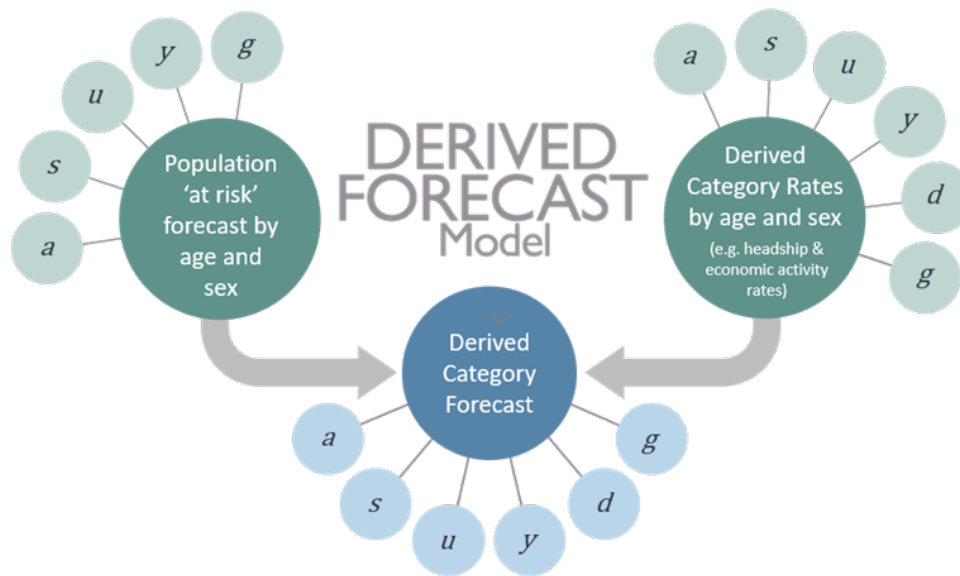 DERIVED
FORECAST
Model
g
y
u
s
a
Population
‘at risk’
forecast by
age and
sex
a
s
u
y
d
g
Derived
Category Rates
by age and sex
(e.g. headship &
economic activity
rates)
Derived
Category
Forecast
a
s
u
y
d
g